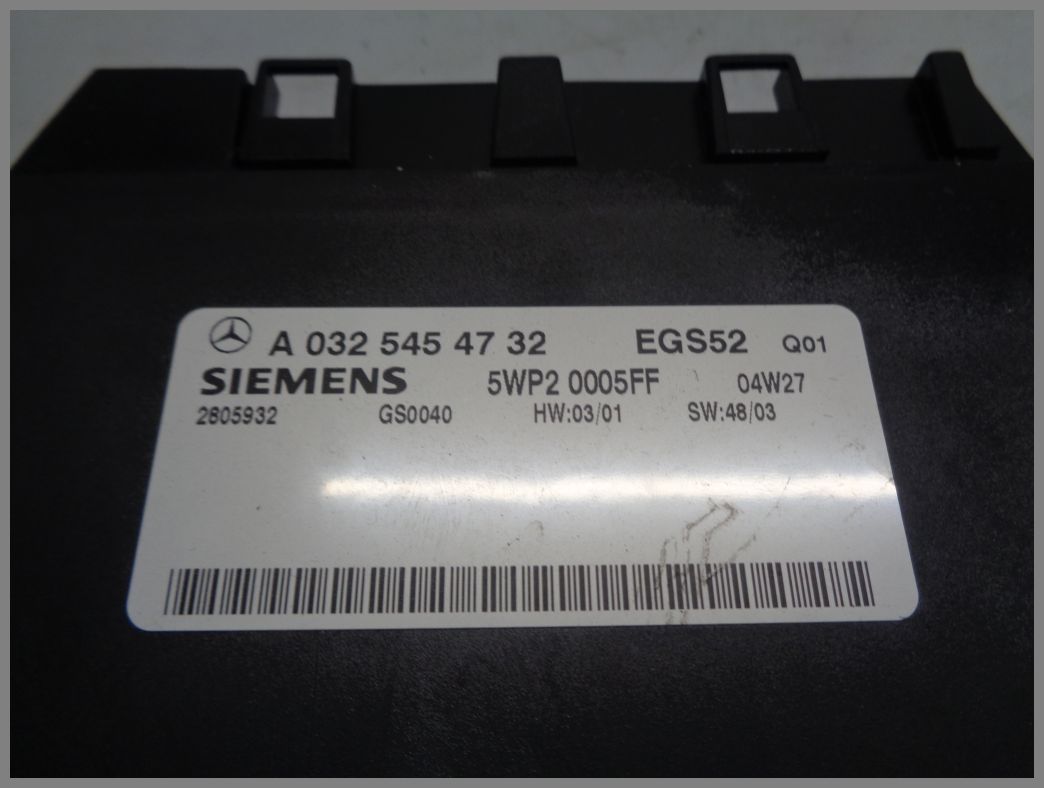 A 032 545 47 32 EGS52 Q01
SIEMENS 5WP2 0005FF 04W27
2805932 GS0040 HW:03/01 SW:48/03